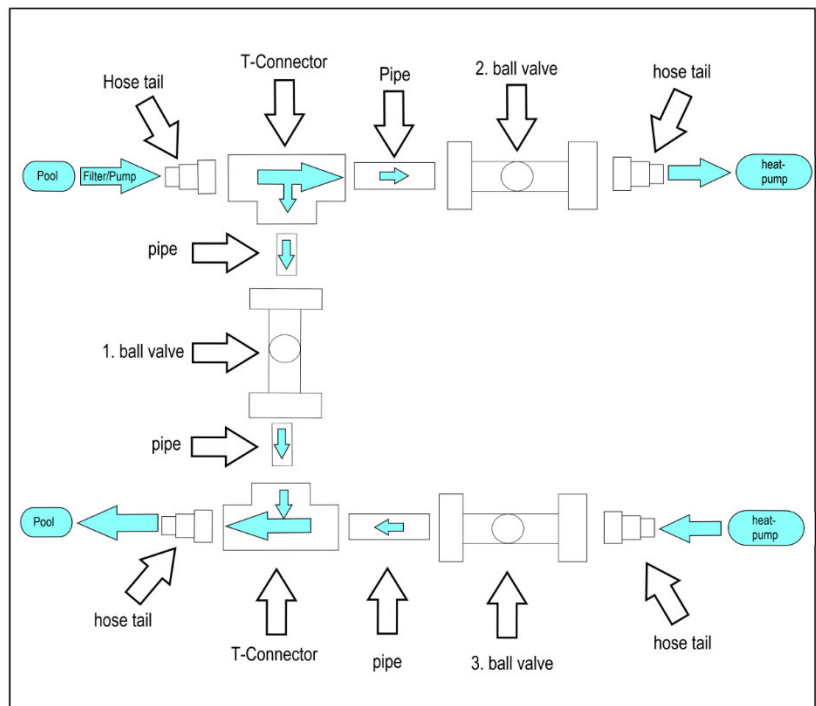 T-Connector
Pipe
2. ball valve
hose tail
Hose tail
Pool
Filter/Pump
heat-
pump
pipe
1. ball valve
pipe
Pool
heat-
pump
hose tail
T-Connector
pipe
3. ball valve
hose tail